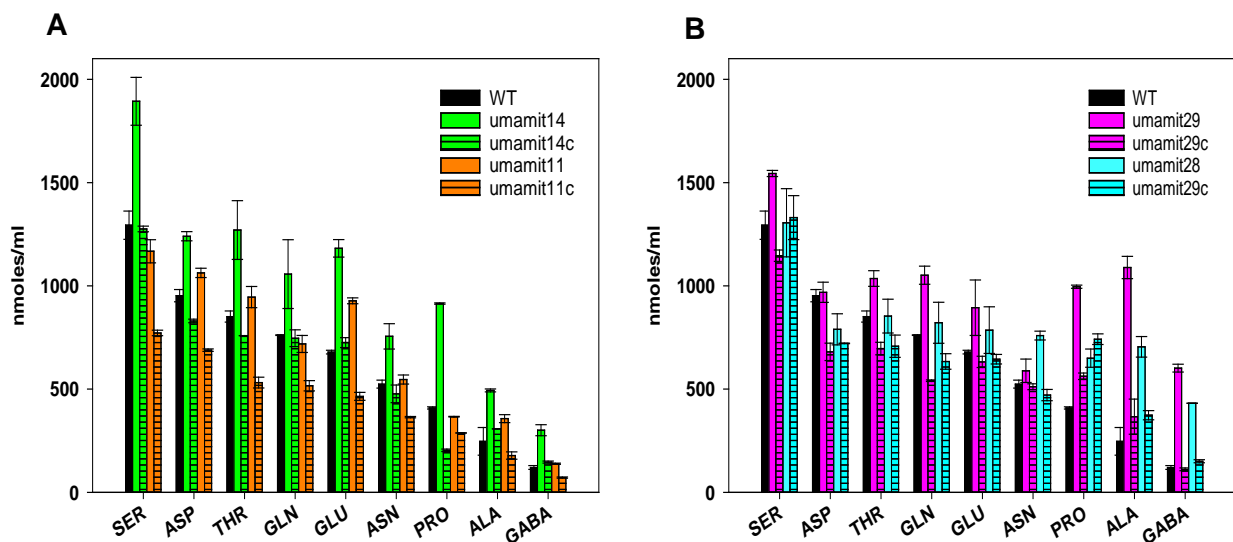 A
nmoles/ml
2000
1500
1000
500
0
WT
umamit14
umamit14c
umamit11
umamit11c
SER
ASP
THR
GLN
GLU
ASN
PRO
ALA
GABA
B
nmoles/ml
2000
1500
1000
500
0
WT
umamit29
umamit29c
umamit28
umamit29c
SER
ASP
THR
GLN
GLU
ASN
PRO
ALA
GABA